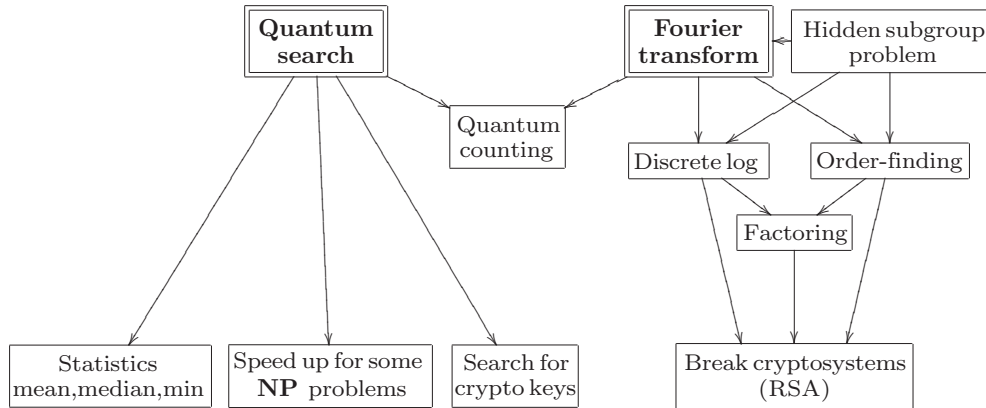 Quantum
search
Fourier
transform
Hidden subgroup
problem
Quantum
counting
Discrete log
Order-finding
Factoring
Statistics
mean,median,min
Speed up for some
NP problems
Search for
crypto keys
Break cryptosystems
(RSA)